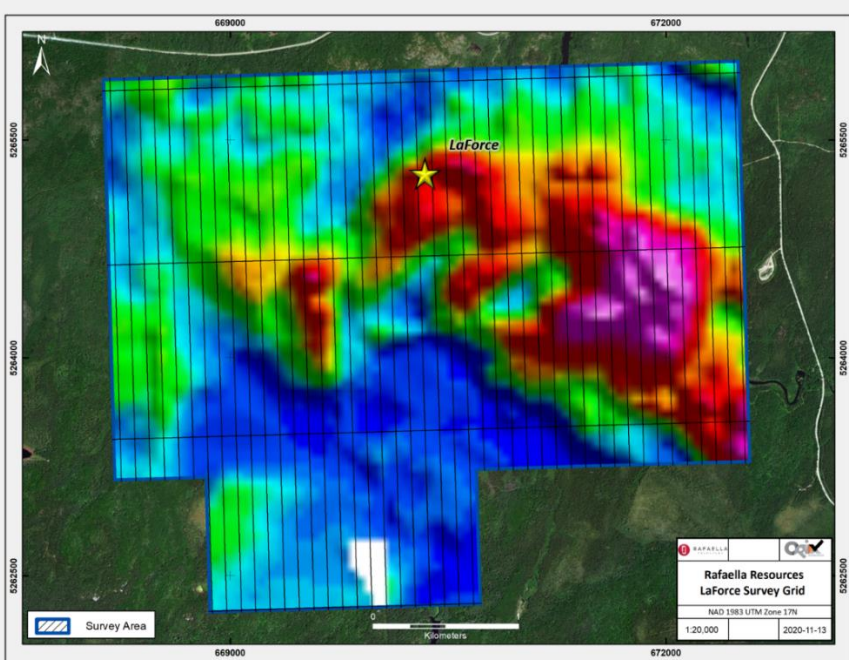 669000
672000
N
5265500
5265500
LaForce
5264000
5264000
5262500
5262500
RAFAELLA
Rafaella Resources
LaForce Survey Grid
NAD 1983 UTM Zone 17N
1:20,000
2020-11-13
Survey Area
0
Kilometers
669000
672000